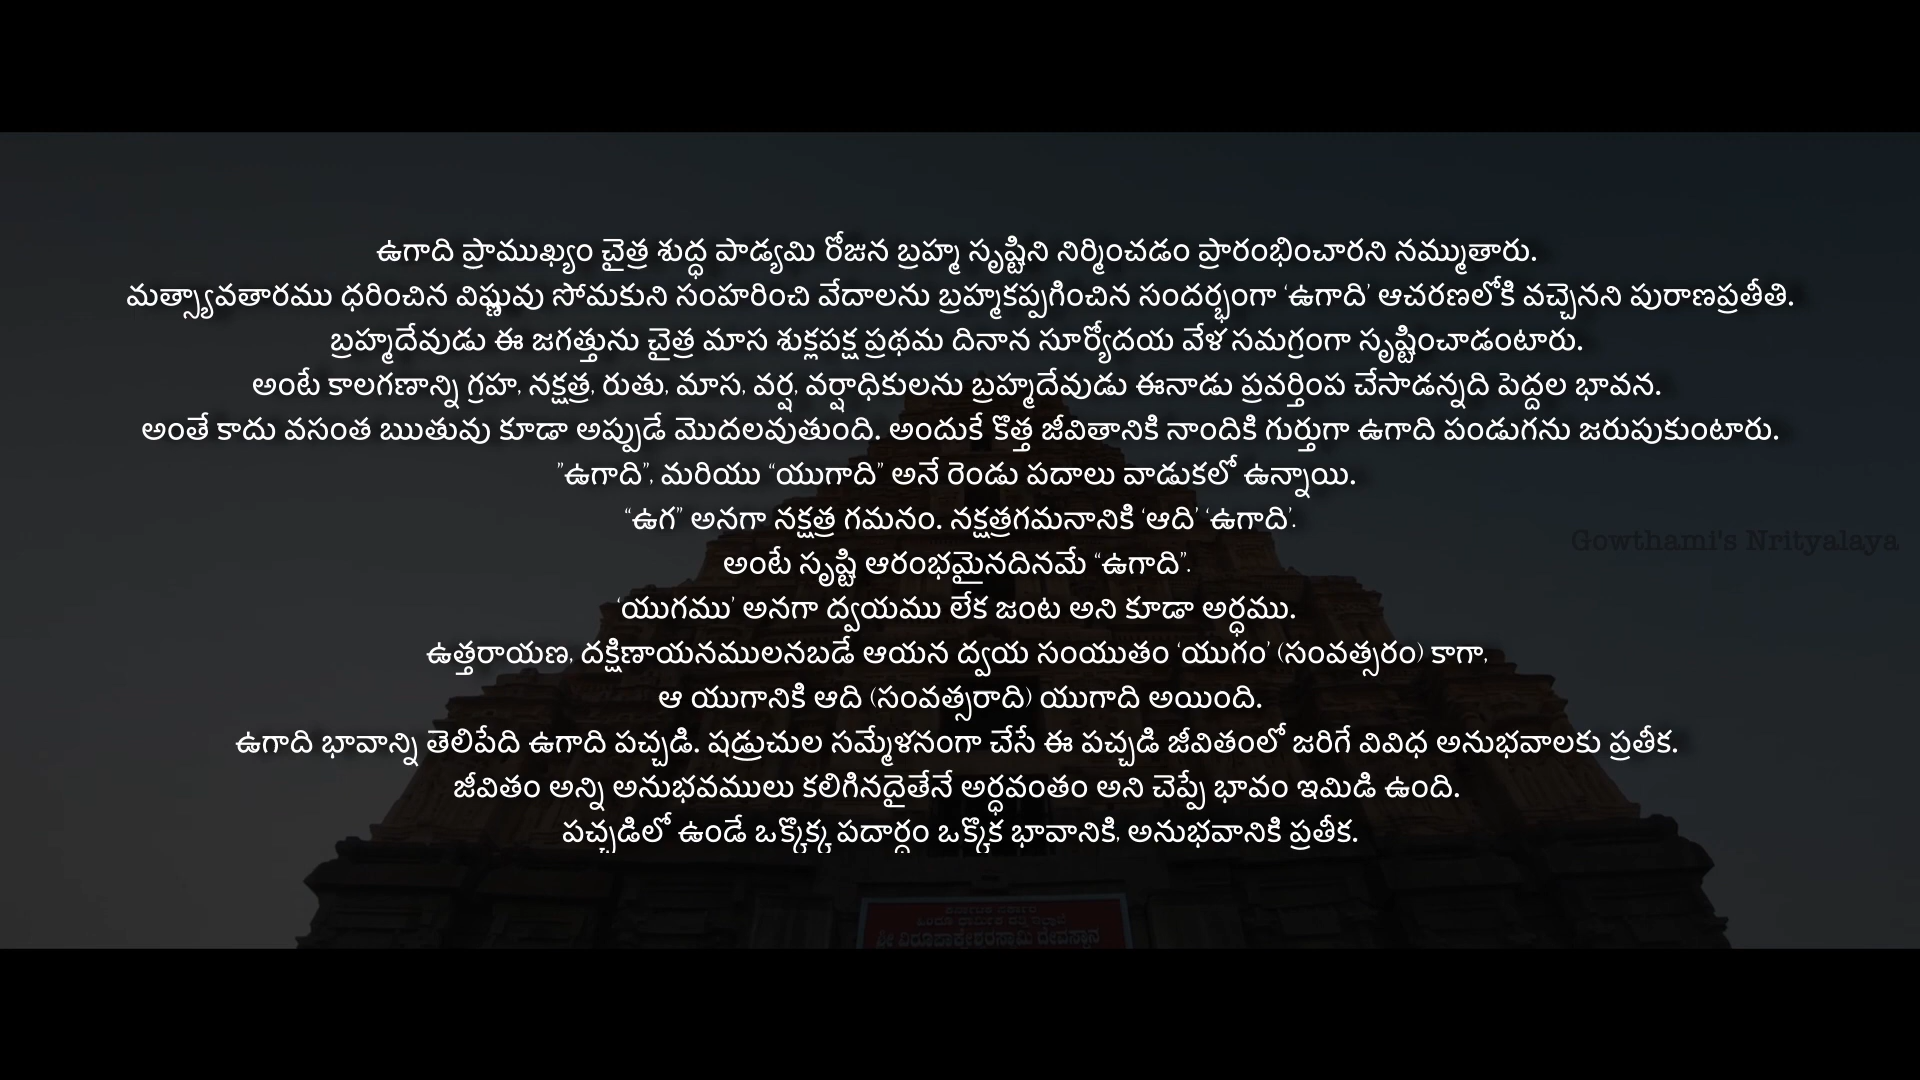 ఉగాది ప్రాముఖ్యం చైత్ర శుద్ధ పాడ్యమి రోజున బ్రహ్మ సృష్టిని నిర్మించడం ప్రారంభించారని నమ్ముతారు.
మత్స్యావతారము ధరించిన విష్ణువు సోమకుని సంహరించి వేదాలను బ్రహ్మకప్పగించిన సందర్భంగా ‘ఉగాది’ ఆచరణలోకి వచ్చెనని పురాణప్రతీతి.
బ్రహ్మదేవుడు ఈ జగత్తును చైత్ర మాస శుక్లపక్ష ప్రథమ దినాన సూర్యోదయ వేళ సమగ్రంగా సృష్టించాడంటారు.
అంటే కాలగణాన్ని గ్రహ, నక్షత్ర, రుతు, మాస, వర్ష, వర్షాధికులను బ్రహ్మదేవుడు ఈనాడు ప్రవర్తింప చేసాడన్నది పెద్దల భావన.
అంతే కాదు వసంత ఋతువు కూడా అప్పుడే మొదలవుతుంది. అందుకే కొత్త జీవితానికి నాందికి గుర్తుగా ఉగాది పండుగను జరుపుకుంటారు.
”ఉగాది”, మరియు “యుగాది” అనే రెండు పదాలు వాడుకలో ఉన్నాయి.
“ఉగ” అనగా నక్షత్ర గమనం. నక్షత్రగమనానికి ‘ఆది’ ‘ఉగాది’.
అంటే సృష్టి ఆరంభమైనదినమే “ఉగాది”.
‘యుగము’ అనగా ద్వయము లేక జంట అని కూడా అర్ధము.
ఉత్తరాయణ, దక్షిణాయనములనబడే ఆయన ద్వయ సంయుతం ‘యుగం’ (సంవత్సరం) కాగా,
ఆ యుగానికి ఆది (సంవత్సరాది) యుగాది అయింది.
ఉగాది భావాన్ని తెలిపేది ఉగాది పచ్చడి. షడ్రుచుల సమ్మేళనంగా చేసే ఈ పచ్చడి జీవితంలో జరిగే వివిధ అనుభవాలకు ప్రతీక.
జీవితం అన్ని అనుభవములు కలిగినదైతేనే అర్ధవంతం అని చెప్పే భావం ఇమిడి ఉంది.
పచ్చడిలో ఉండే ఒక్కొక్క పదార్థం ఒక్కొక భావానికి, అనుభవానికి ప్రతీక.
Gowthami's Nrityalaya
ಶ್ರೀ ವಿರೂಪಾಕ್ಷೇಶ್ವರಸ್ವಾಮಿ ದೇವಸ್ಥಾನ